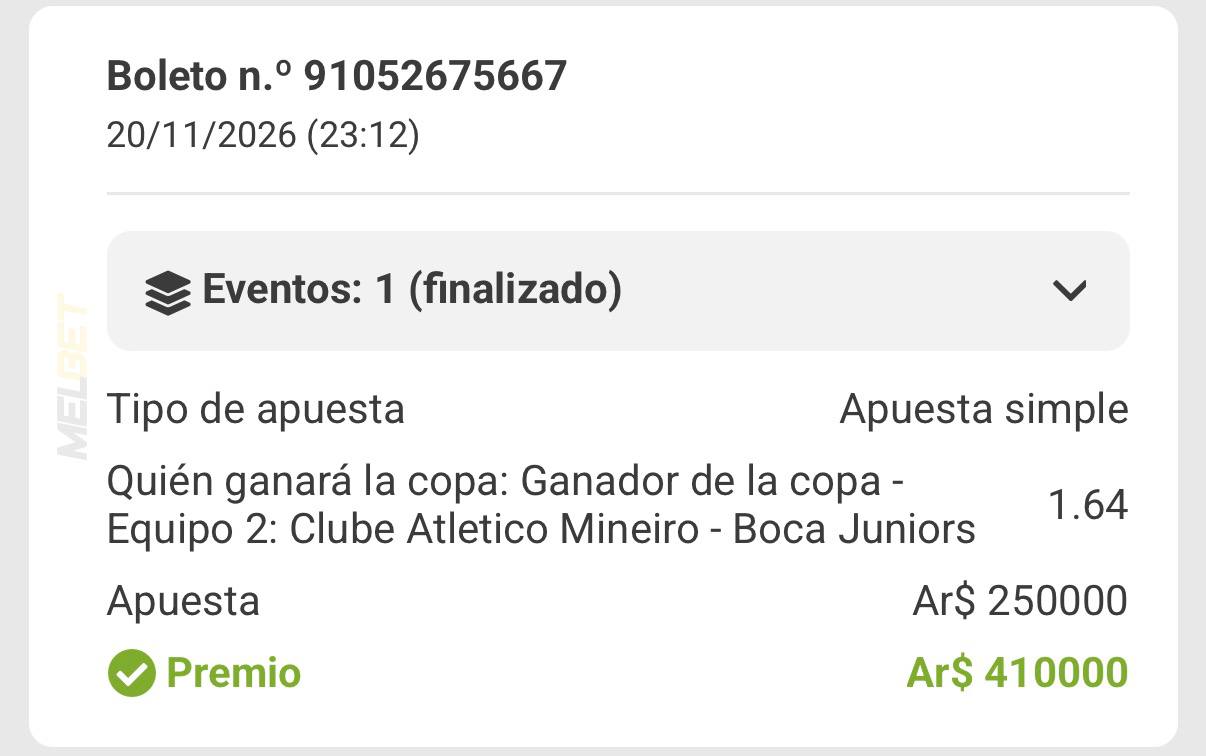 Boleto n.º 91052675667
20/11/2026 (23:12)
Eventos: 1 (finalizado)
MELBET
Tipo de apuesta Apuesta simple
Quién ganará la copa: Ganador de la copa -
Equipo 2: Clube Atletico Mineiro - Boca Juniors 1.64
Apuesta Ar$ 250000
Premio Ar$ 410000